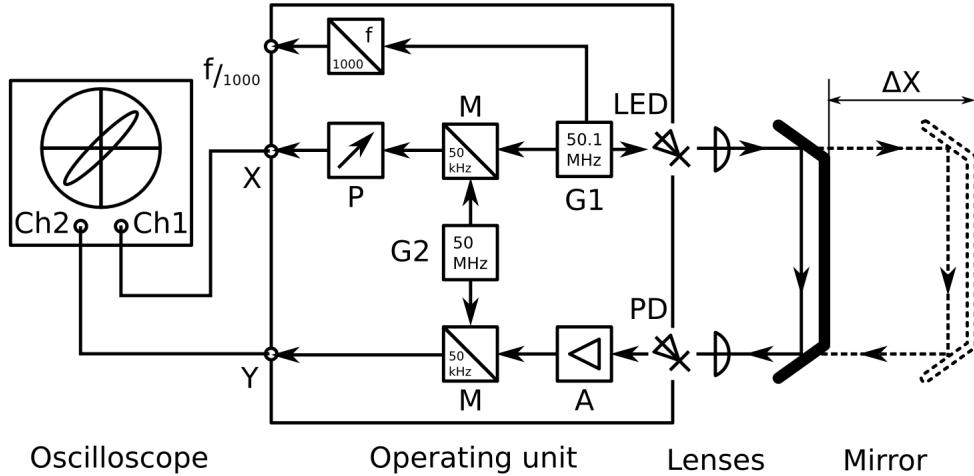 f
1000
f/1000
ΔX
LED
M
50.1
MHz
50
kHz
X
P
G1
Ch2
Ch1
G2
50
MHz
PD
50
kHz
Y
M
A
Oscilloscope
Operating unit
Lenses
Mirror